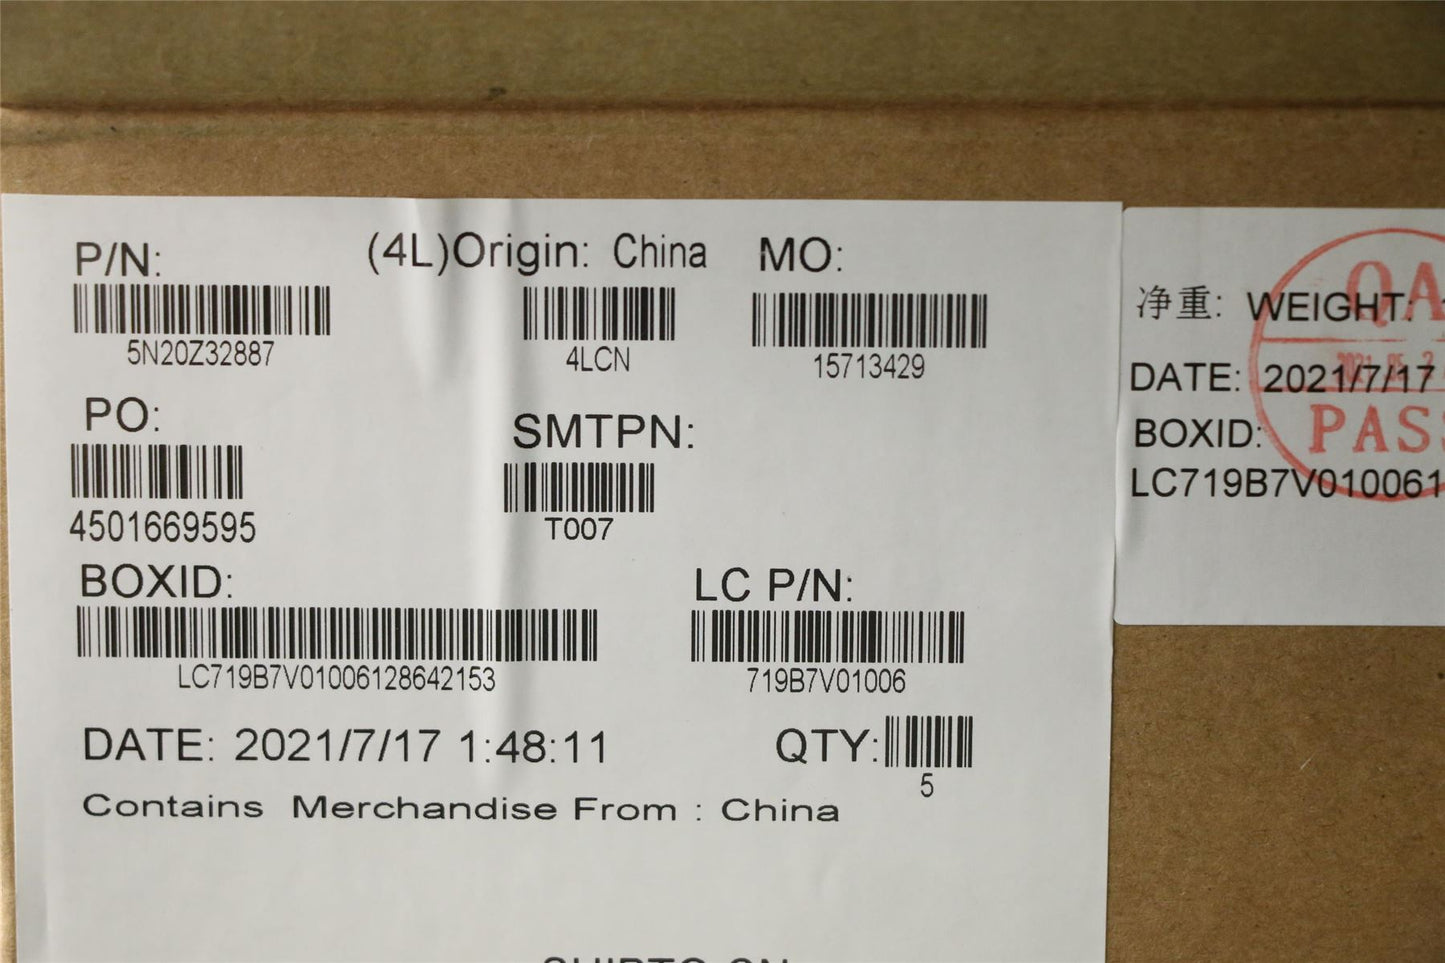 P/N:
(4L)Origin: China
MO:
5N20Z32887
4LCN
15713429
PO:
SMTPN:
4501669595
T007
BOXID:
LC P/N:
LC719B7V01006128642153
719B7V01006
DATE: 2021/7/17 1:48:11
QTY:
5
Contains Merchandise From : China
净重: WEIGHT:
DATE: 2021/7/17
BOXID:
LC719B7V010061
QA
PASS